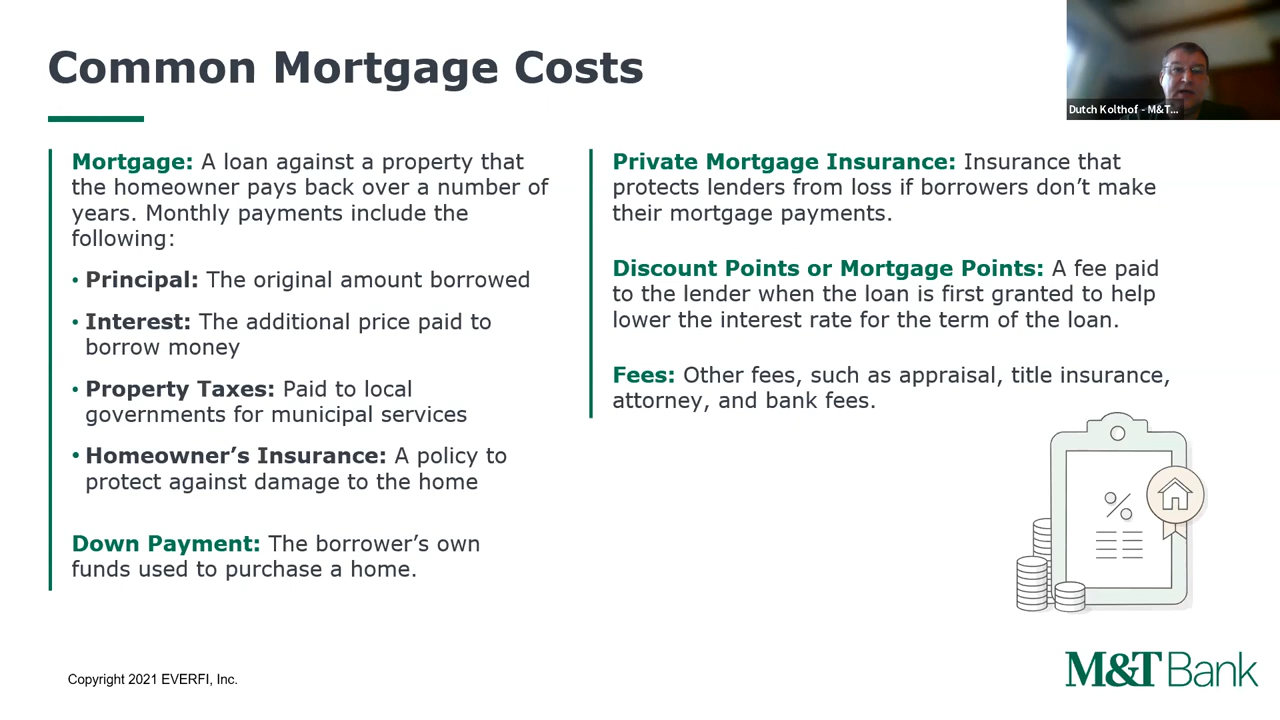 Common Mortgage Costs
Dutch Kolthof - M&T...
Mortgage: A loan against a property that
the homeowner pays back over a number of
years. Monthly payments include the
following:
• Principal: The original amount borrowed
• Interest: The additional price paid to
borrow money
• Property Taxes: Paid to local
governments for municipal services
• Homeowner’s Insurance: A policy to
protect against damage to the home
Down Payment: The borrower’s own
funds used to purchase a home.
Private Mortgage Insurance: Insurance that
protects lenders from loss if borrowers don’t make
their mortgage payments.
Discount Points or Mortgage Points: A fee paid
to the lender when the loan is first granted to help
lower the interest rate for the term of the loan.
Fees: Other fees, such as appraisal, title insurance,
attorney, and bank fees.
%
Copyright 2021 EVERFI, Inc.
M&T Bank